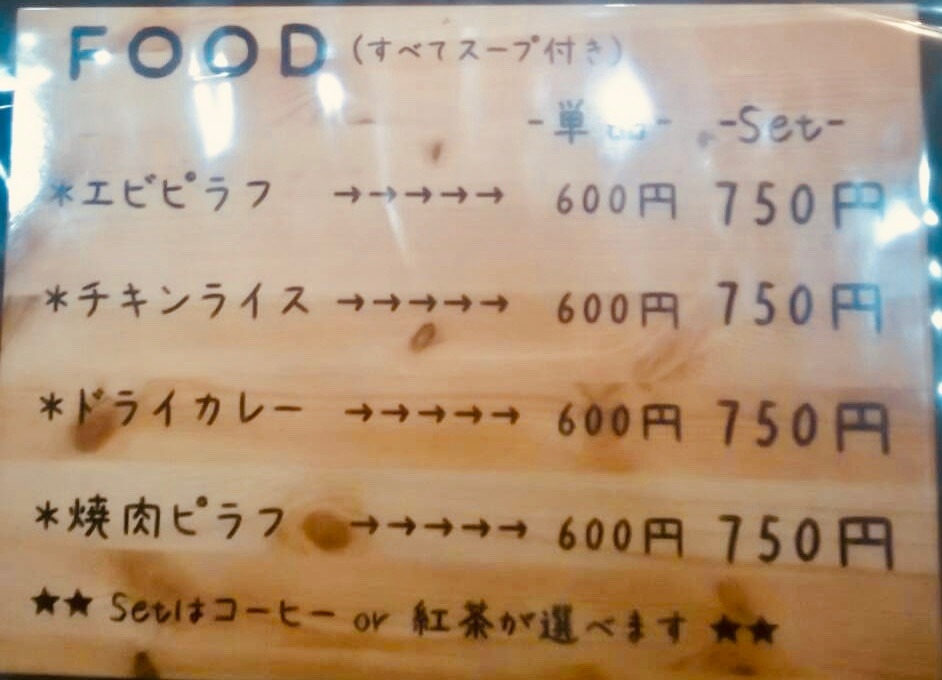 FOOD (すべてスープ付き)
-単品- -Set-
*エビピラフ →→→→→ 600円 750円
*チキンライス →→→→→ 600円 750円
*ドライカレー →→→→→ 600円 750円
*焼肉ピラフ →→→→→ 600円 750円
★★ Setはコーヒー or 紅茶が選べます ★★